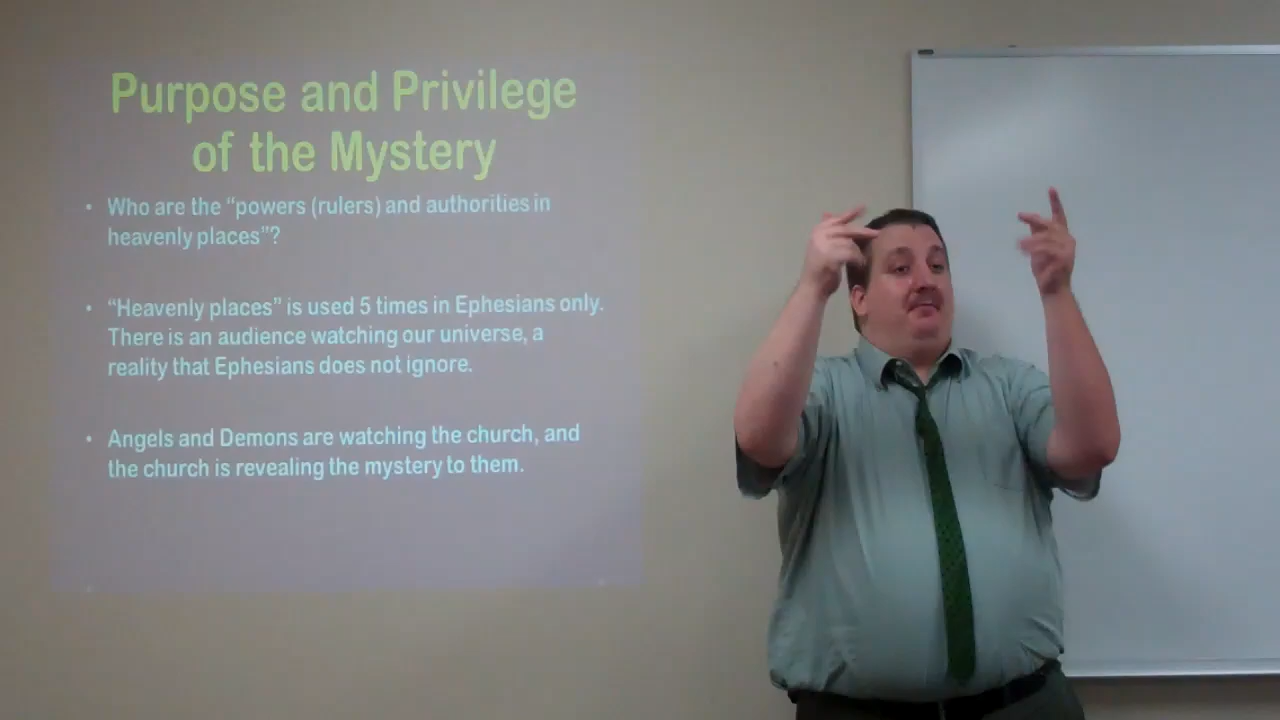 Purpose and Privilege
of the Mystery
• Who are the “powers (rulers) and authorities in
heavenly places”?
• “Heavenly places” is used 5 times in Ephesians only.
There is an audience watching our universe, a
reality that Ephesians does not ignore.
• Angels and Demons are watching the church, and
the church is revealing the mystery to them.